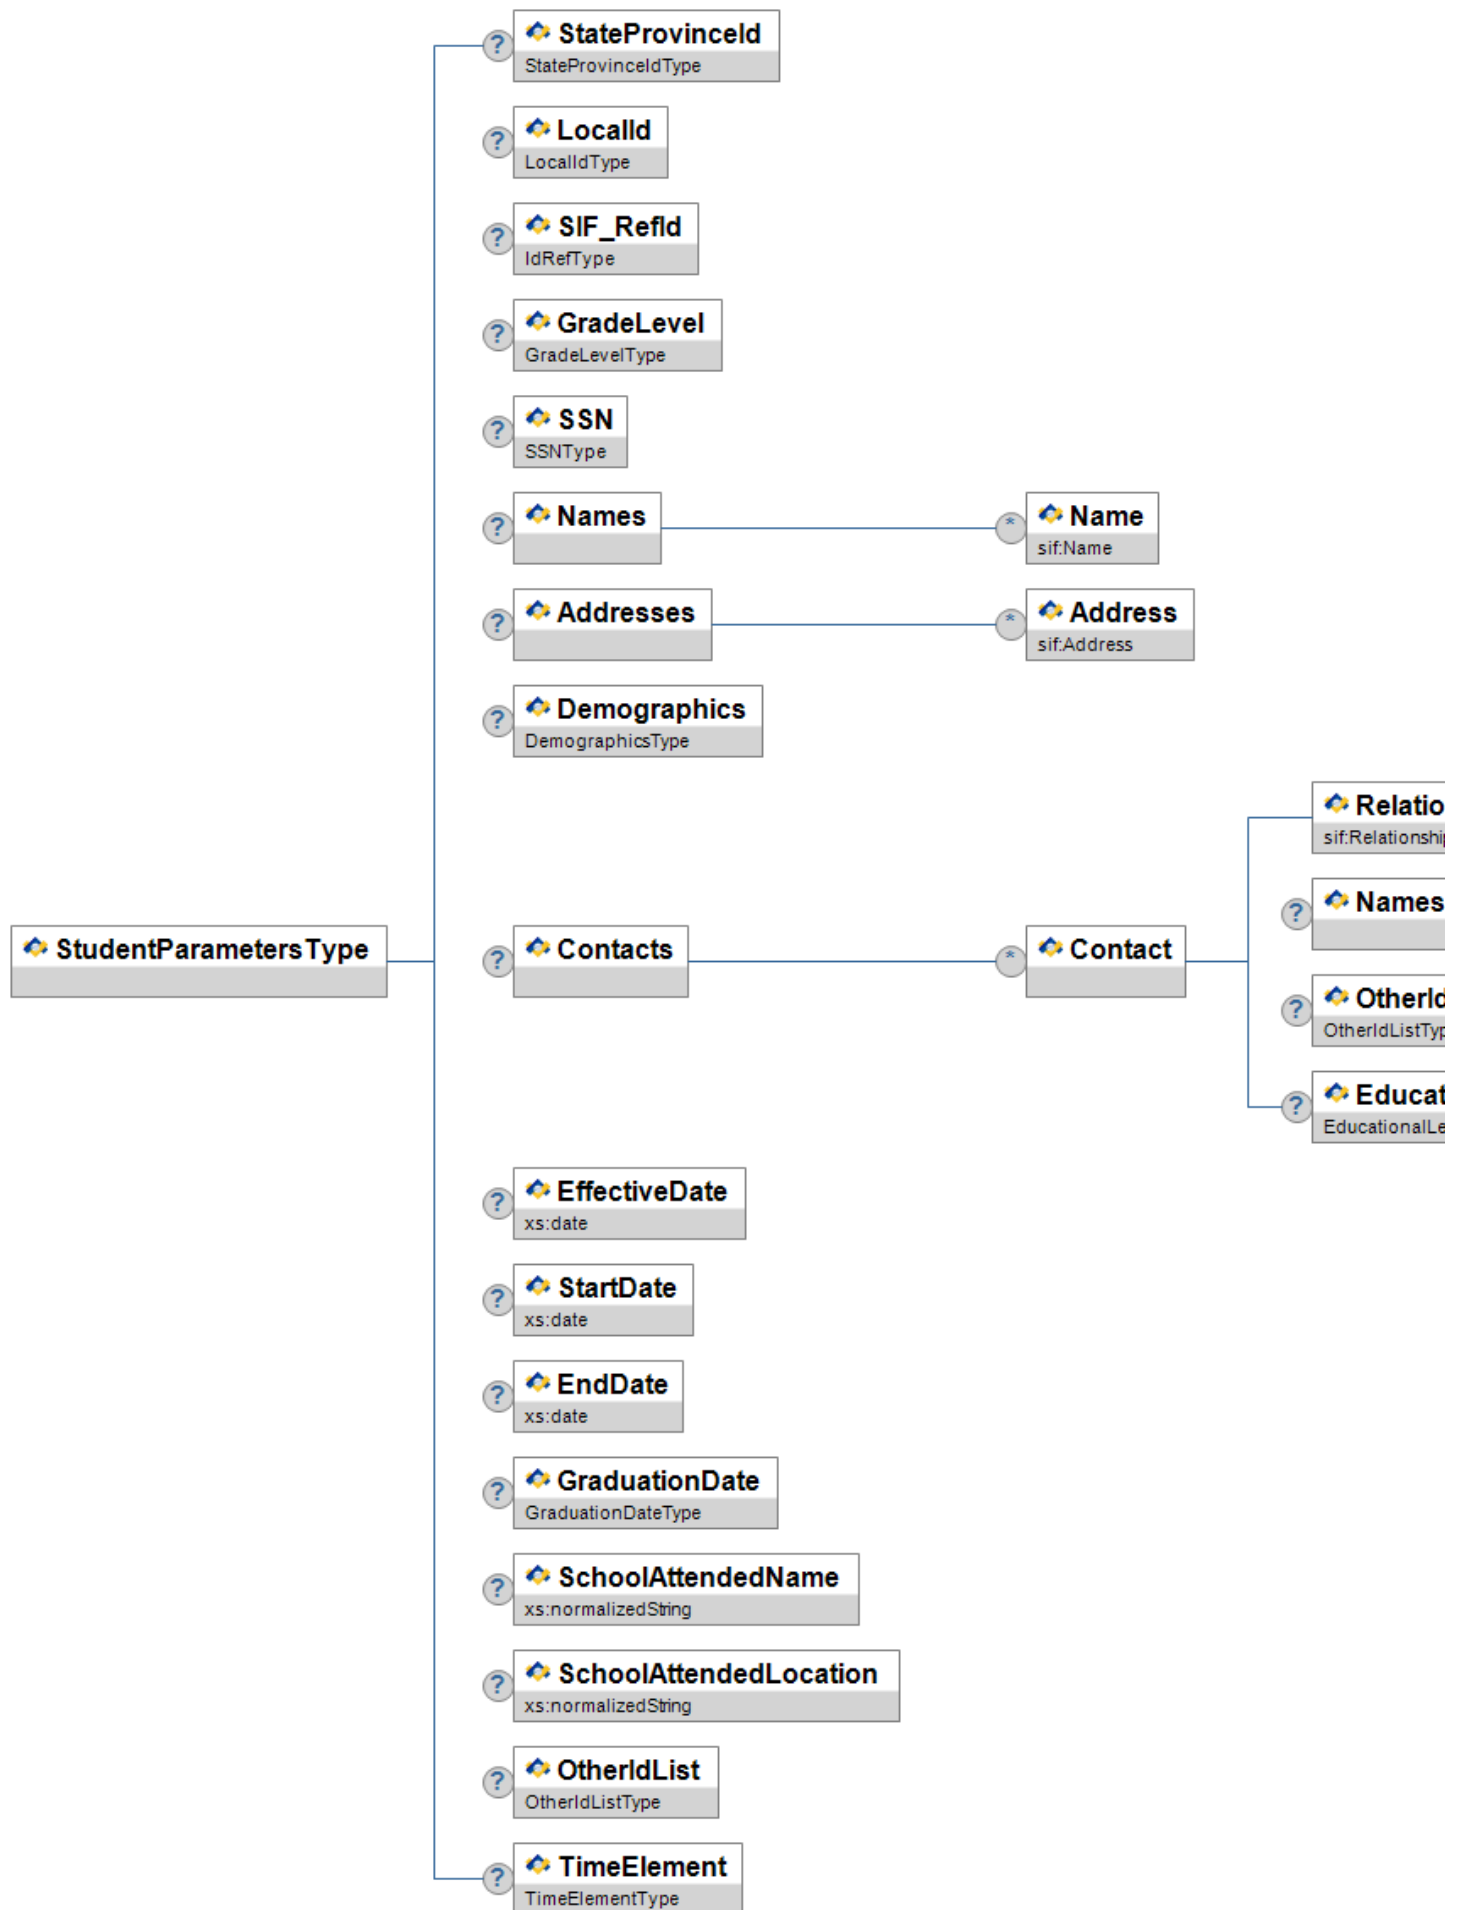 StateProvinceId
StateProvinceIdType
?
LocalId
LocalIdType
?
SIF_RefId
IdRefType
?
GradeLevel
GradeLevelType
?
SSN
SSNType
?
Names
?
Name
sif:Name
*
Addresses
?
Address
sif:Address
*
Demographics
DemographicsType
?
StudentParametersType
Contacts
?
Contact
*
Relatio
sif:Relationship
Names
?
OtherId
OtherIdListTyp
?
Educat
EducationalLe
?
EffectiveDate
xs:date
?
StartDate
xs:date
?
EndDate
xs:date
?
GraduationDate
GraduationDateType
?
SchoolAttendedName
xs:normalizedString
?
SchoolAttendedLocation
xs:normalizedString
?
OtherIdList
OtherIdListType
?
TimeElement
TimeElementType
?